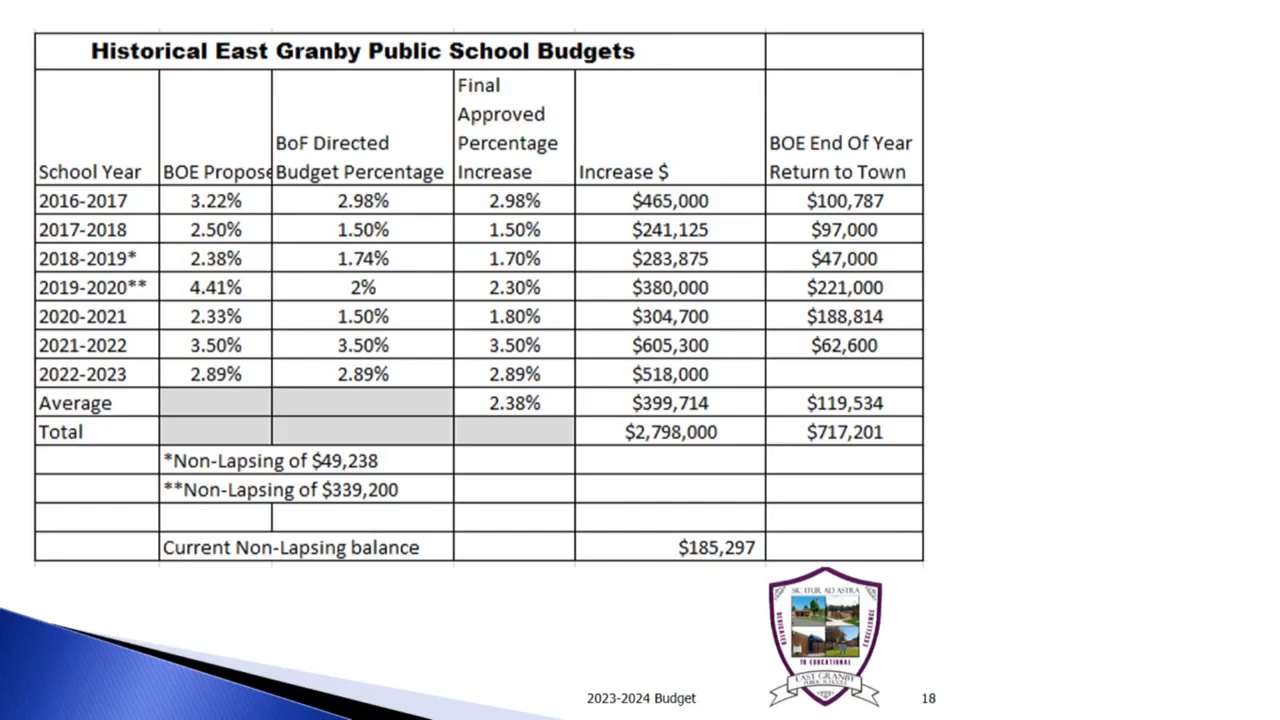 Historical East Granby Public School Budgets
School Year BOE Propose BoF Directed Budget Percentage Final Approved Percentage Increase Increase $ BOE End Of Year Return to Town
2016-2017 3.22% 2.98% 2.98% $465,000 $100,787
2017-2018 2.50% 1.50% 1.50% $241,125 $97,000
2018-2019* 2.38% 1.74% 1.70% $283,875 $47,000
2019-2020** 4.41% 2% 2.30% $380,000 $221,000
2020-2021 2.33% 1.50% 1.80% $304,700 $188,814
2021-2022 3.50% 3.50% 3.50% $605,300 $62,600
2022-2023 2.89% 2.89% 2.89% $518,000
Average 2.38% $399,714 $119,534
Total $2,798,000 $717,201
*Non-Lapsing of $49,238
**Non-Lapsing of $339,200
Current Non-Lapsing balance $185,297
SIC ITUR AD ASTRA
DEDICATED
TO EDUCATIONAL
EXCELLENCE
EAST GRANBY
PUBLIC SCHOOLS
2023-2024 Budget 18